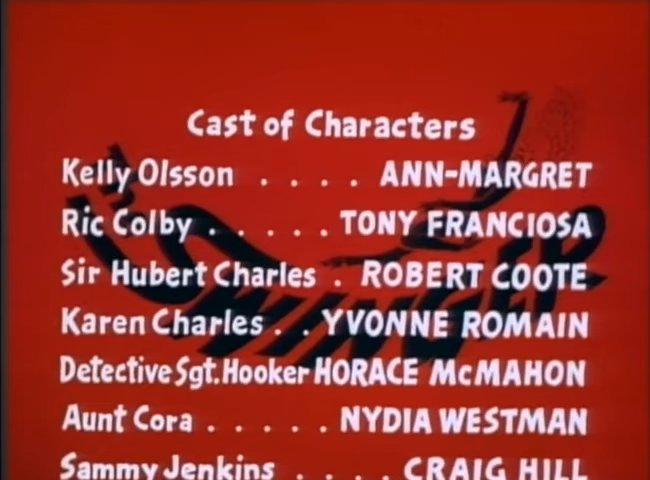 Cast of Characters
Kelly Olsson . . . . ANN-MARGRET
Ric Colby . . . . . TONY FRANCIOSA
Sir Hubert Charles . ROBERT COOTE
Karen Charles . . YVONNE ROMAIN
Detective Sgt. Hooker HORACE McMAHON
Aunt Cora . . . . . NYDIA WESTMAN
Sammy Jenkins . . . . CRAIG HILL
SWINGER